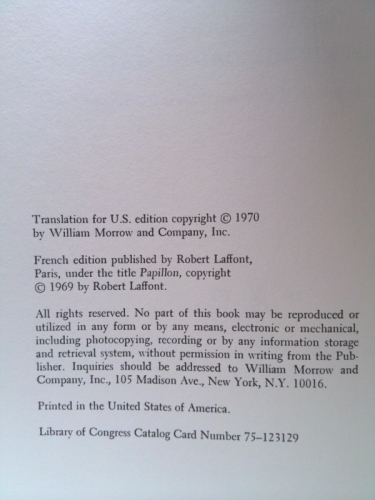 Translation for U.S. edition copyright © 1970
by William Morrow and Company, Inc.
French edition published by Robert Laffont,
Paris, under the title Papillon, copyright
© 1969 by Robert Laffont.
All rights reserved. No part of this book may be reproduced or
utilized in any form or by any means, electronic or mechanical,
including photocopying, recording or by any information storage
and retrieval system, without permission in writing from the Pub-
lisher. Inquiries should be addressed to William Morrow and
Company, Inc., 105 Madison Ave., New York, N.Y. 10016.
Printed in the United States of America.
Library of Congress Catalog Card Number 75–123129